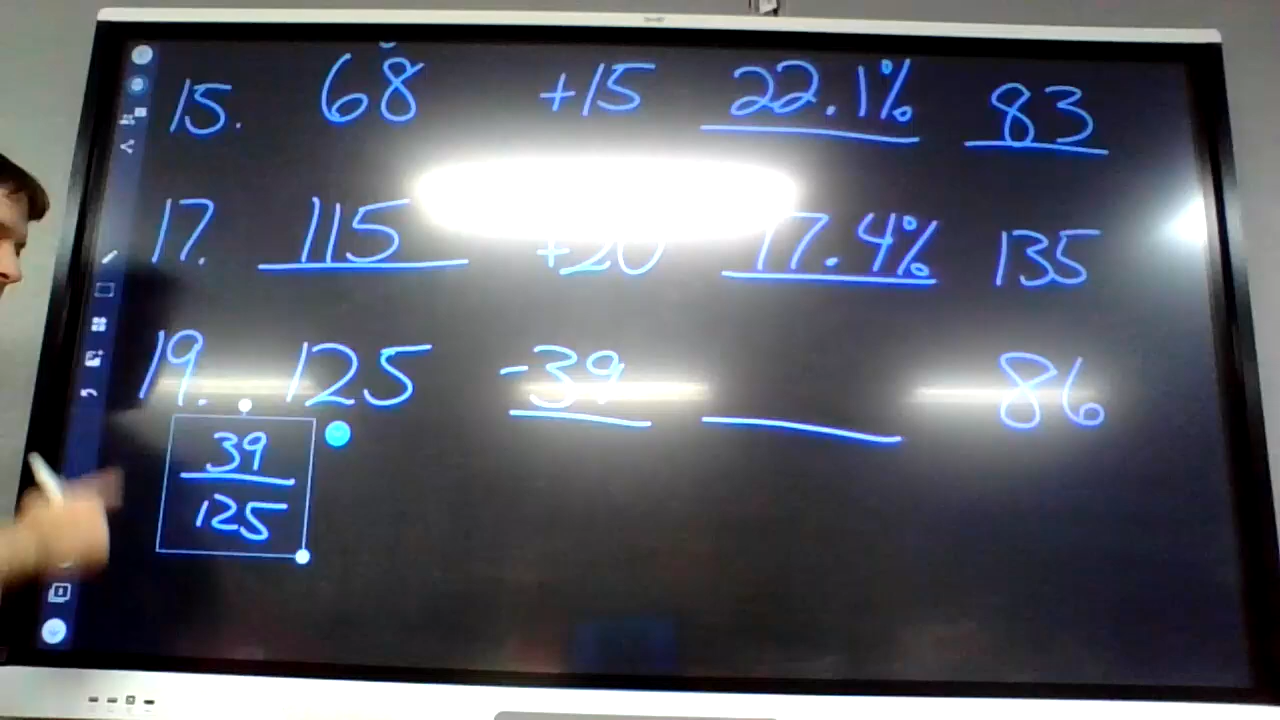 15. 68 +15 22.1% 83
17. 115 +20 17.4% 135
19. 125 -39 86
39
125